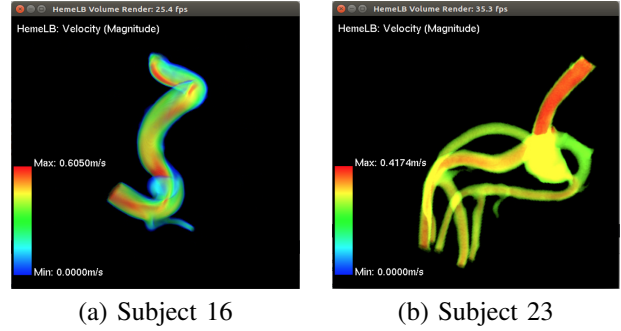 HemeLB Volume Render: 25.4 fps
HemeLB: Velocity (Magnitude)
Max: 0.6050m/s
Min: 0.0000m/s
(a) Subject 16
HemeLB Volume Render: 35.3 fps
HemeLB: Velocity (Magnitude)
Max: 0.4174m/s
Min: 0.0000m/s
(b) Subject 23